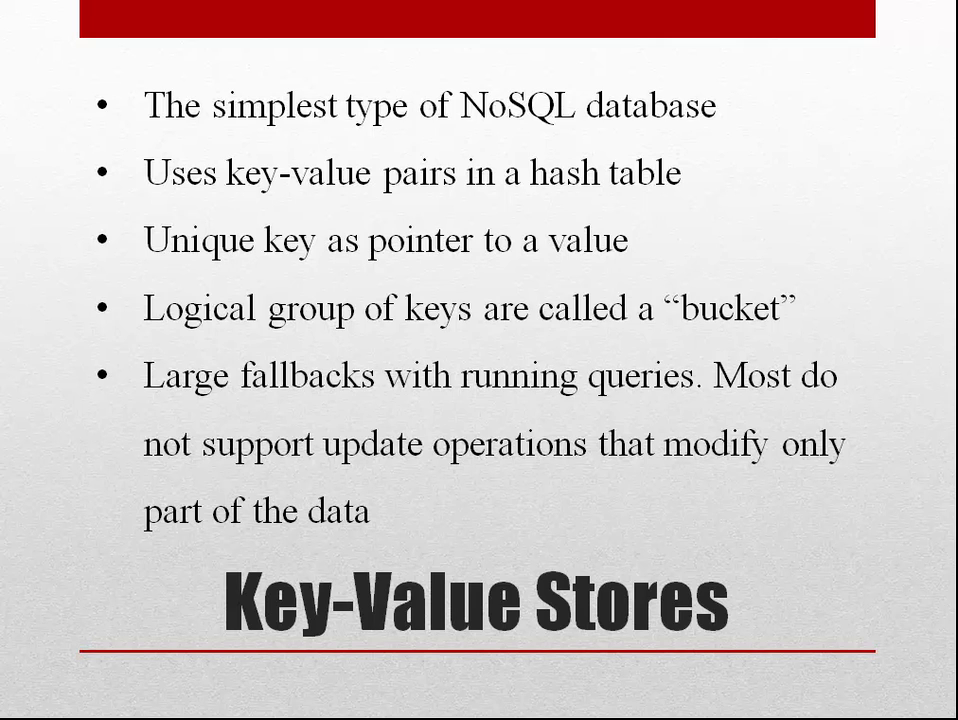 • The simplest type of NoSQL database
• Uses key-value pairs in a hash table
• Unique key as pointer to a value
• Logical group of keys are called a “bucket”
• Large fallbacks with running queries. Most do
not support update operations that modify only
part of the data
Key-Value Stores